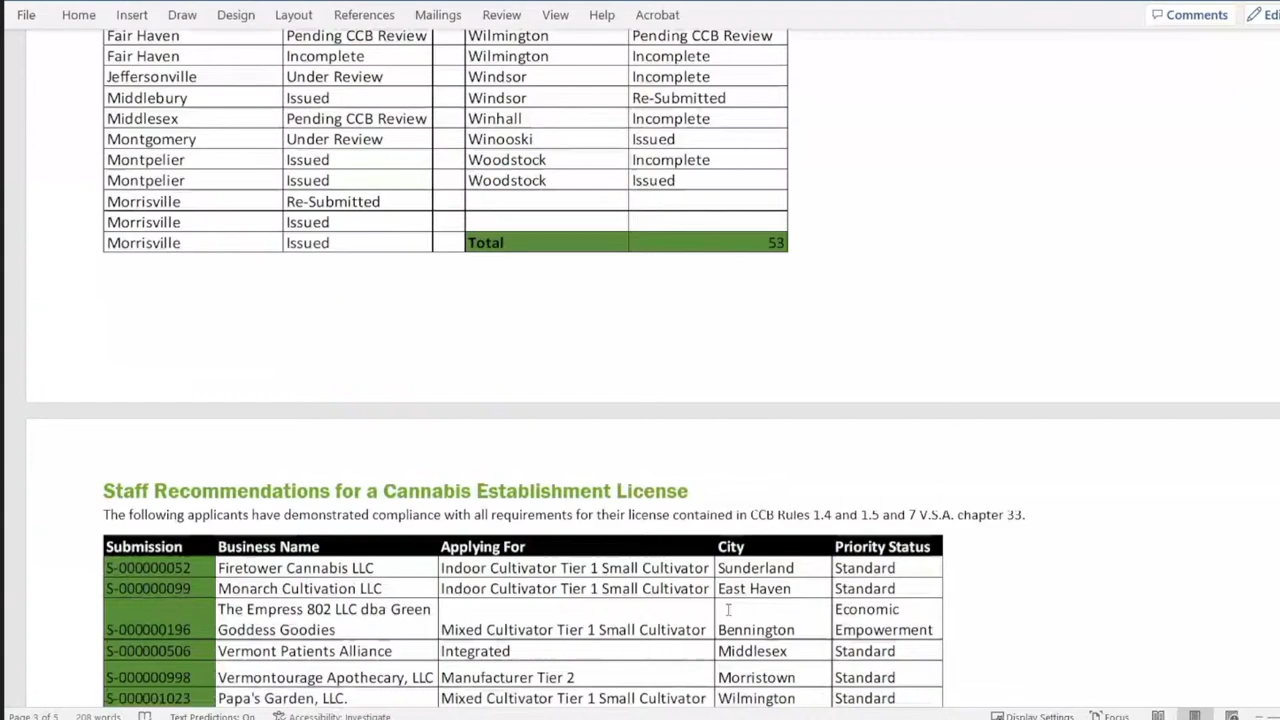 File Home Insert Draw Design Layout References Mailings Review View Help Acrobat Comments Edi
Fair Haven Pending CCB Review Wilmington Pending CCB Review
Fair Haven Incomplete Wilmington Incomplete
Jeffersonville Under Review Windsor Incomplete
Middlebury Issued Windsor Re-Submitted
Middlesex Pending CCB Review Winhall Incomplete
Montgomery Under Review Winooski Issued
Montpelier Issued Woodstock Incomplete
Montpelier Issued Woodstock Issued
Morrisville Re-Submitted
Morrisville Issued
Morrisville Issued Total 53
Staff Recommendations for a Cannabis Establishment License
The following applicants have demonstrated compliance with all requirements for their license contained in CCB Rules 1.4 and 1.5 and 7 V.S.A. chapter 33.
Submission Business Name Applying For City Priority Status
S-000000052 Firetower Cannabis LLC Indoor Cultivator Tier 1 Small Cultivator Sunderland Standard
S-000000099 Monarch Cultivation LLC Indoor Cultivator Tier 1 Small Cultivator East Haven Standard
The Empress 802 LLC dba Green Economic
S-000000196 Goddess Goodies Mixed Cultivator Tier 1 Small Cultivator Bennington Empowerment
S-000000506 Vermont Patients Alliance Integrated Middlesex Standard
S-000000998 Vermontourage Apothecary, LLC Manufacturer Tier 2 Morristown Standard
S-000001023 Papa's Garden, LLC. Mixed Cultivator Tier 1 Small Cultivator Wilmington Standard
Page 3 of 5 208 words Text Predictions: On Accessibility: Investigate Display Settings Focus